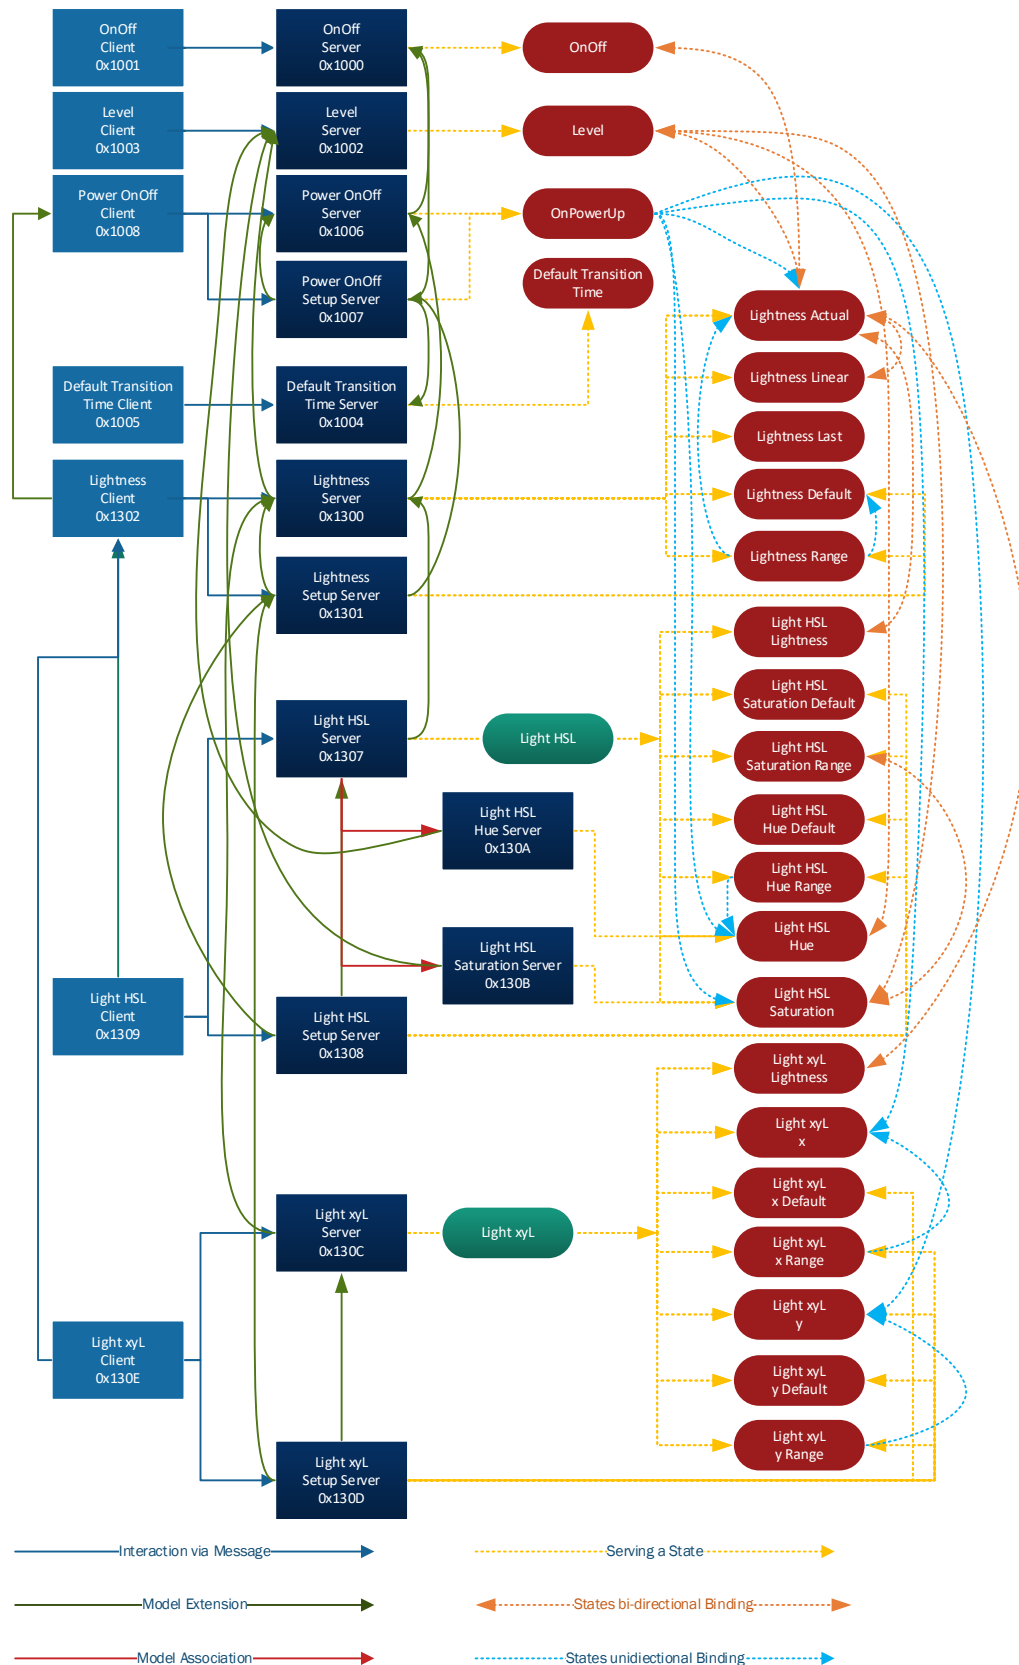 OnOff
Client
0x1001
OnOff
Server
0x1000
OnOff
Level
Client
0x1003
Level
Server
0x1002
Level
Power OnOff
Client
0x1008
Power OnOff
Server
0x1006
OnPowerUp
Power OnOff
Setup Server
0x1007
Default Transition
Time
Lightness Actual
Default Transition
Time Client
0x1005
Default Transition
Time Server
0x1004
Lightness Linear
Lightness Last
Lightness
Client
0x1302
Lightness
Server
0x1300
Lightness Default
Lightness Range
Lightness
Setup Server
0x1301
Light HSL
Lightness
Light HSL
Saturation Default
Light HSL
Server
0x1307
Light HSL
Light HSL
Saturation Range
Light HSL
Hue Server
0x130A
Light HSL
Hue Default
Light HSL
Hue Range
Light HSL
Hue
Light HSL
Saturation Server
0x130B
Light HSL
Saturation
Light HSL
Client
0x1309
Light HSL
Setup Server
0x1308
Light xyL
Lightness
Light xyL
x
Light xyL
x Default
Light xyL
Server
0x130C
Light xyL
Light xyL
x Range
Light xyL
y
Light xyL
Client
0x130E
Light xyL
y Default
Light xyL
y Range
Light xyL
Setup Server
0x130D
Interaction via Message
Serving a State
Model Extension
States bi-directional Binding
Model Association
States unidiectional Binding